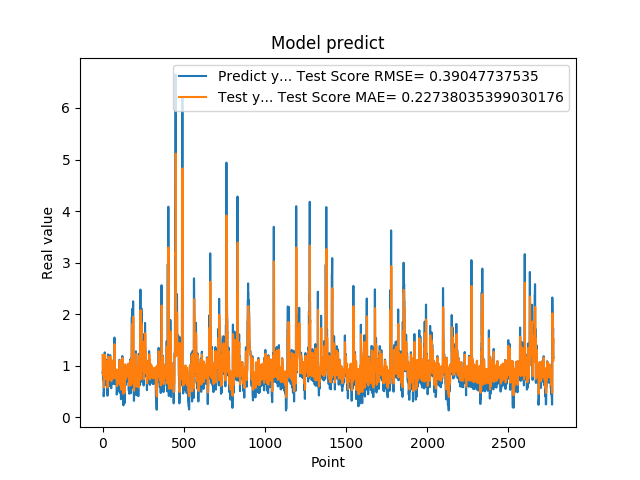 Model predict
Predict y... Test Score RMSE= 0.39047737535
Test y... Test Score MAE= 0.22738035399030176
6
5
4
3
2
1
0
Real value
0 500 1000 1500 2000 2500
Point